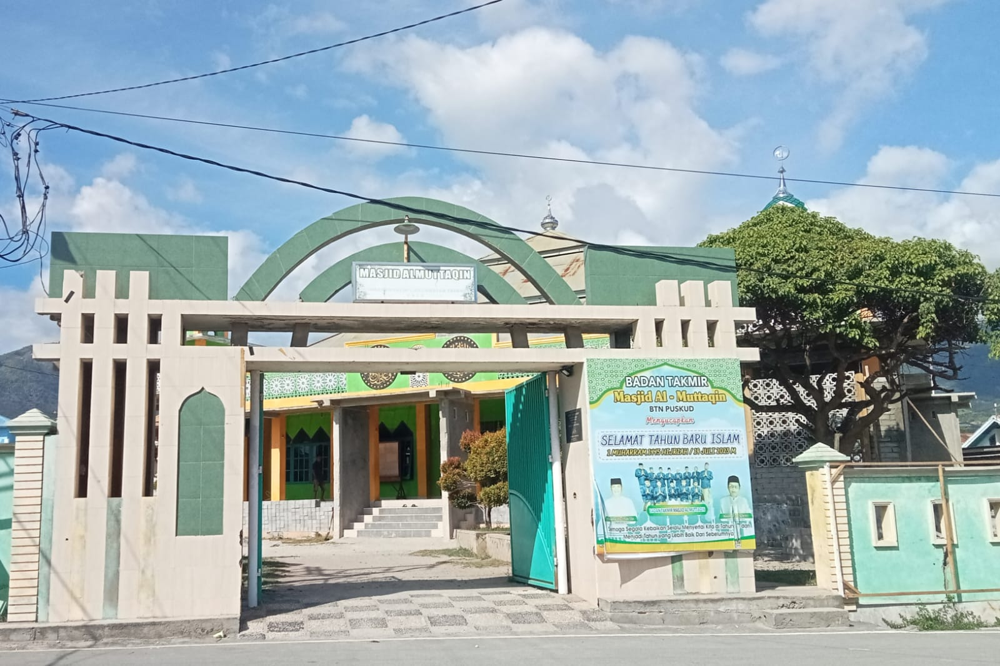 MASJID ALMUTTAQIN
BADAN TAKMIR
Masjid Al - Muttaqin
BTN PUSKUD
Mengucapkan
SELAMAT TAHUN BARU ISLAM
1 MUHARRAM 1445 HIJRIAH / 19 JULI 2023 M
BADAN TAKMIR MASJID AL MUTTAQIN
Semoga Segala Kebaikan Selalu Menyertai Kita di Tahun
Menjadi Tahun yang Lebih Baik Dari Sebelumnya